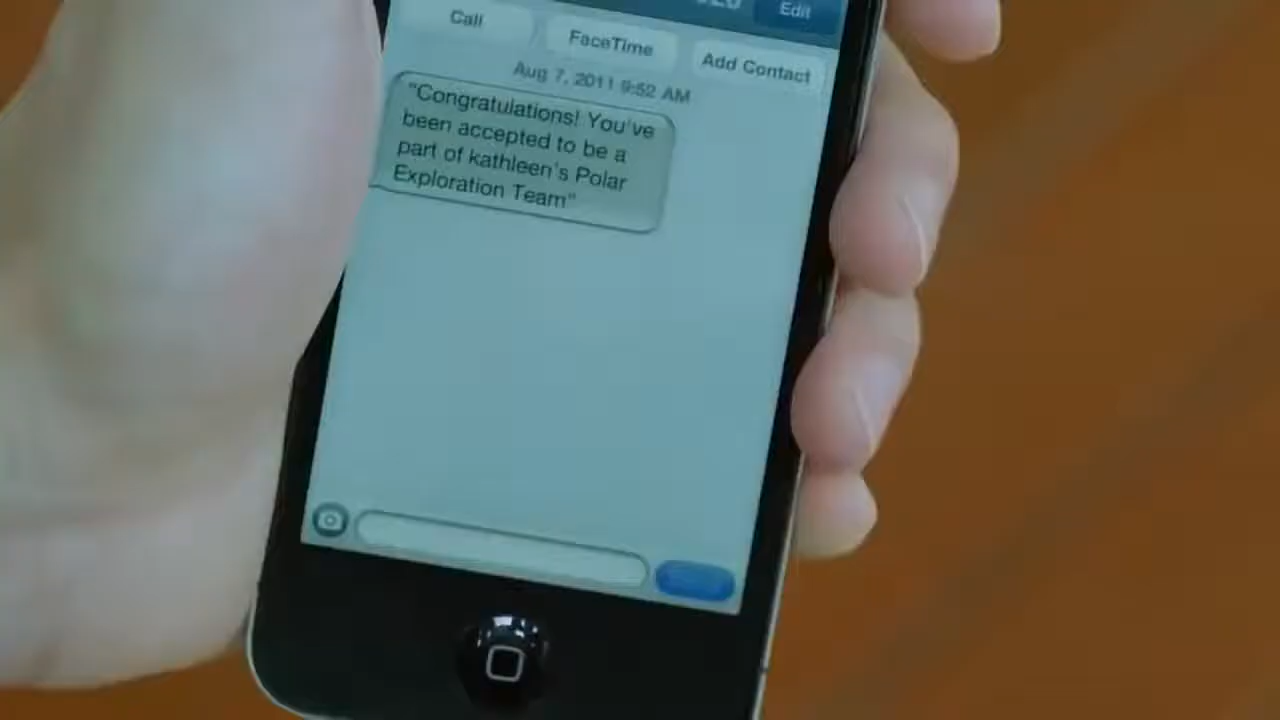 Edit
Call
FaceTime
Add Contact
Aug 7, 2011 9:52 AM
"Congratulations! You've
been accepted to be a
part of kathleen's Polar
Exploration Team"